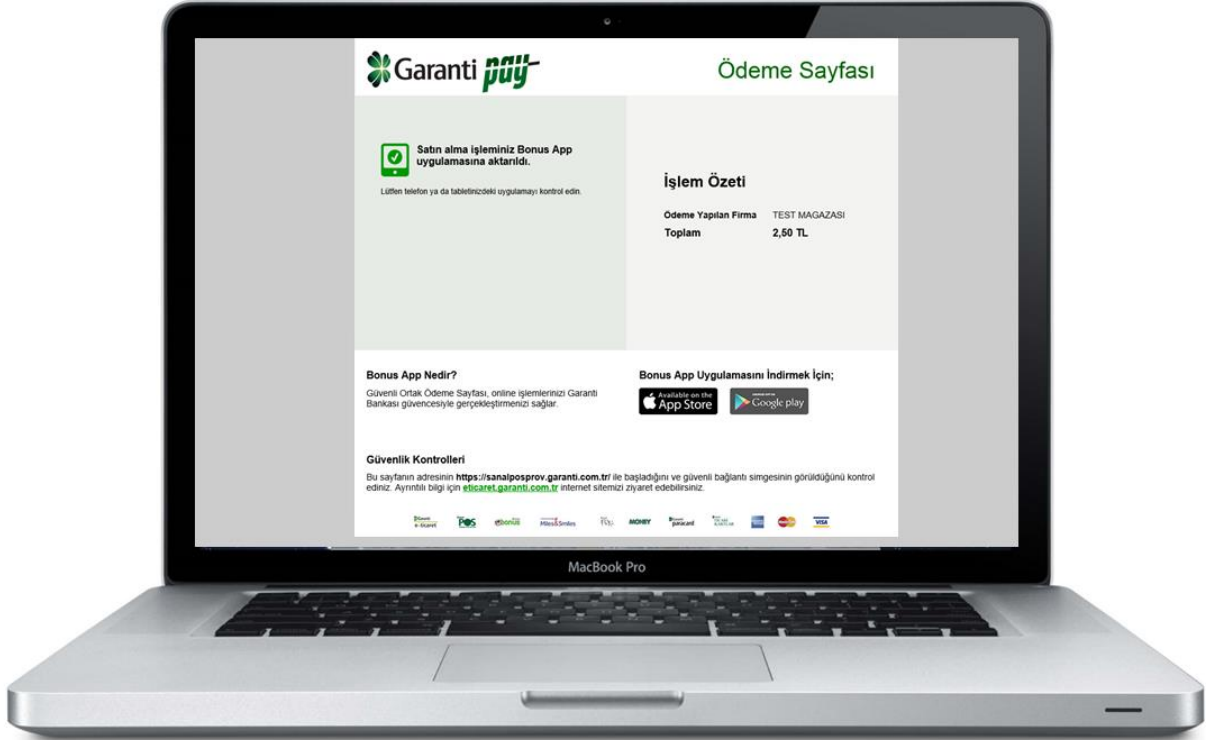 Garanti pay
Ödeme Sayfası
Satın alma işleminiz Bonus App
uygulamasına aktarıldı.
Lütfen telefon ya da tabletinizdeki uygulamayı kontrol edin.
İşlem Özeti
Ödeme Yapılan Firma TEST MAGAZASI
Toplam 2,50 TL
Bonus App Nedir?
Güvenli Ortak Ödeme Sayfası, online işlemlerinizi Garanti
Bankası güvencesiyle gerçekleştirmenizi sağlar.
Bonus App Uygulamasını İndirmek İçin;
Available on the
App Store
Google play
Güvenlik Kontrolleri
Bu sayfanın adresinin https://sanalposprov.garanti.com.tr/ ile başladığını ve güvenli bağlantı simgesinin görüldüğünü kontrol
ediniz. Ayrıntılı bilgi için eticaret.garanti.com.tr internet sitemizi ziyaret edebilirsiniz.
Garanti
e-ticaret
POS
bonus
Miles&Smiles
MONEY
paracard
VISA
MacBook Pro